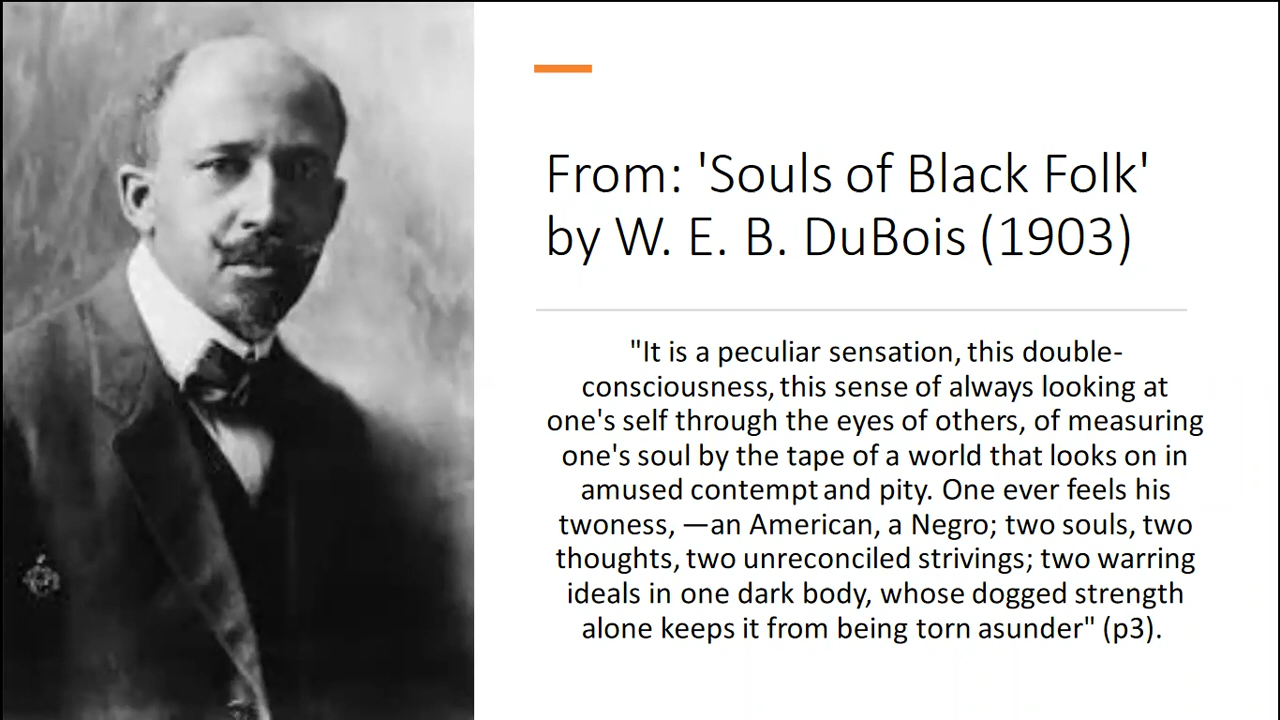 From: 'Souls of Black Folk'
by W. E. B. DuBois (1903)
"It is a peculiar sensation, this double-
consciousness, this sense of always looking at
one's self through the eyes of others, of measuring
one's soul by the tape of a world that looks on in
amused contempt and pity. One ever feels his
twoness, —an American, a Negro; two souls, two
thoughts, two unreconciled strivings; two warring
ideals in one dark body, whose dogged strength
alone keeps it from being torn asunder" (p3).